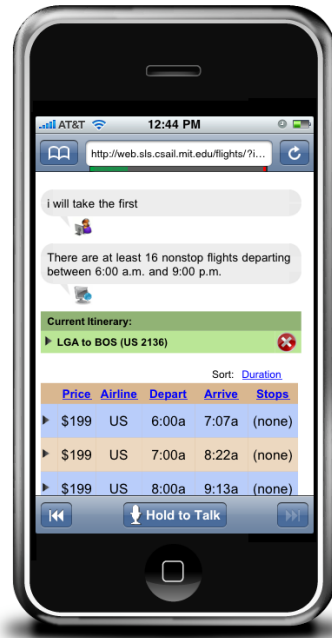 AT&T 12:44 PM
http://web.sls.csail.mit.edu/flights/?i...
i will take the first
There are at least 16 nonstop flights departing
between 6:00 a.m. and 9:00
p.m.
Current Itinerary:
LGA to BOS (US 2136)
Sort: Duration
Price Airline Depart Arrive Stops
$199 US 6:00a 7:07a (none)
$199 US 7:00a 8:22a (none)
$199 US 8:00a 9:13a (none)
Hold to Talk